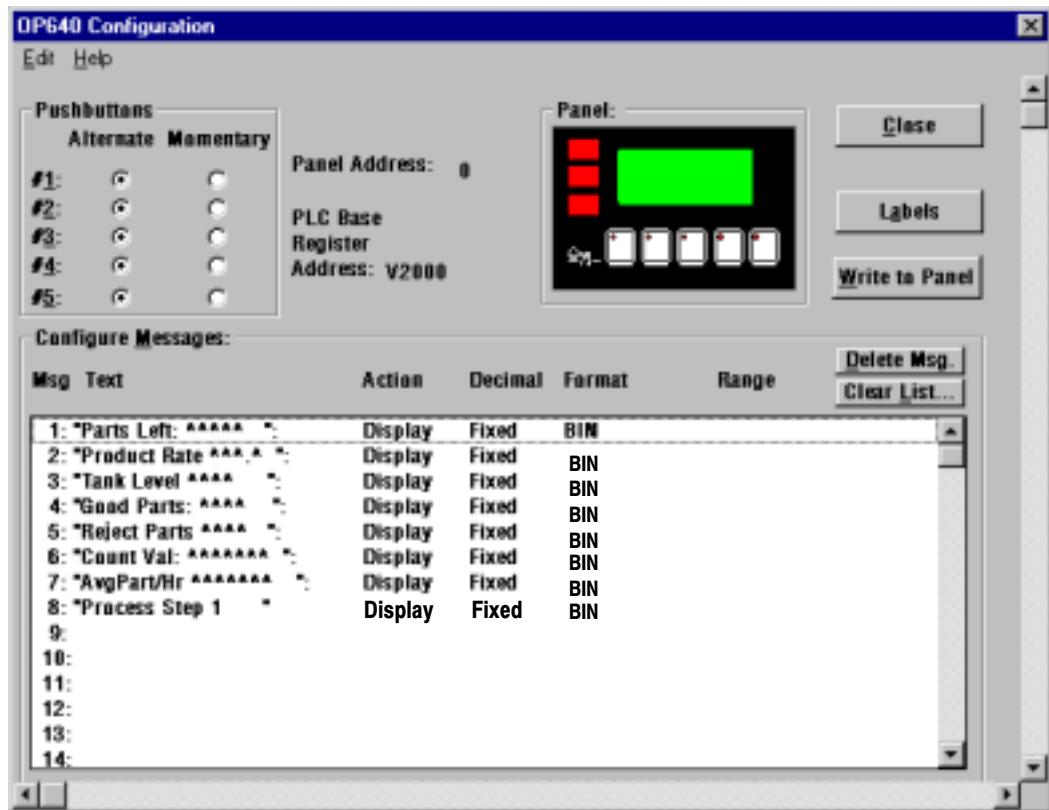 OP640 Configuration
Edit Help
Pushbuttons
Alternate Momentary
#1:
#2:
#3:
#4:
#5:
Panel Address: 0
PLC Base
Register
Address: V2000
Panel:
Close
Labels
Write to Panel
Configure Messages:
Delete Msg.
Clear List...
Msg Text Action Decimal Format Range
1: "Parts Left: ^^^^^ ": Display Fixed BIN
2: "Product Rate ^^^.^ ": Display Fixed BIN
3: "Tank Level ^^^^ ": Display Fixed BIN
4: "Good Parts: ^^^^ ": Display Fixed BIN
5: "Reject Parts ^^^^ ": Display Fixed BIN
6: "Count Val: ^^^^^^^ ": Display Fixed BIN
7: "AvgPart/Hr ^^^^^^^ ": Display Fixed BIN
8: "Process Step 1 " Display Fixed BIN
9:
10:
11:
12:
13:
14: